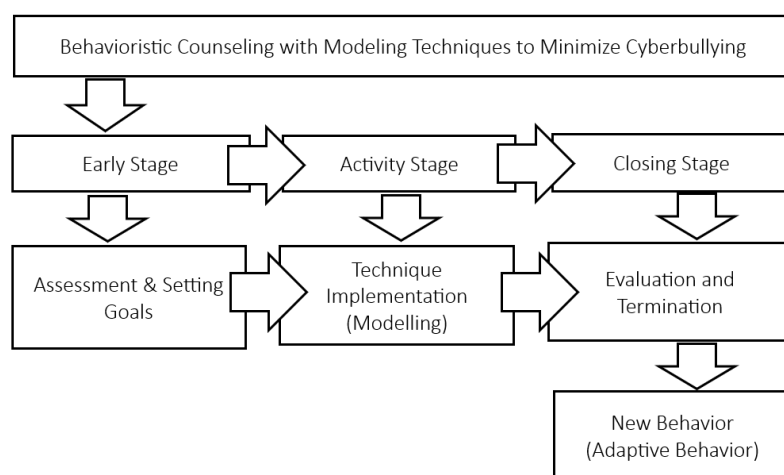 Behavioristic Counseling with Modeling Techniques to Minimize Cyberbullying
Early Stage
Activity Stage
Closing Stage
Assessment & Setting
Goals
Technique
Implementation
(Modelling)
Evaluation and
Termination
New Behavior
(Adaptive Behavior)